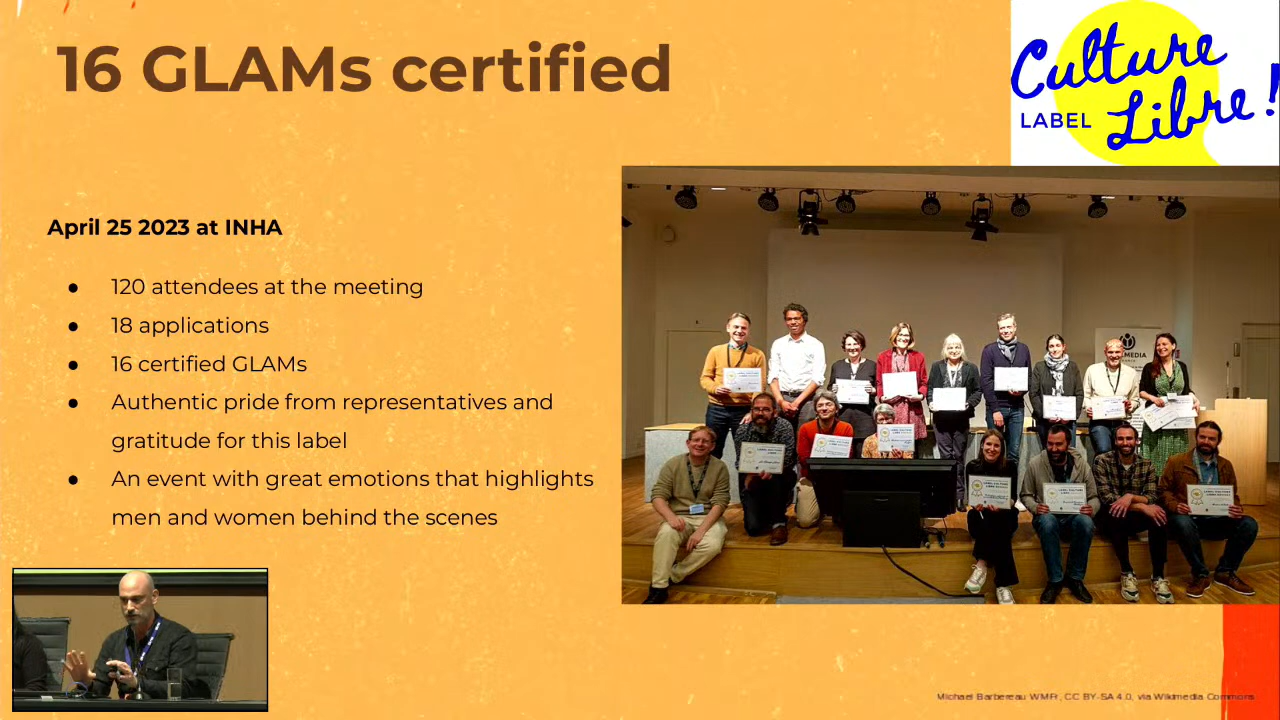 16 GLAMs certified
Culture
LABEL Libre!
April 25 2023 at INHA
● 120 attendees at the meeting
● 18 applications
● 16 certified GLAMs
● Authentic pride from representatives and
gratitude for this label
● An event with great emotions that highlights
men and women behind the scenes
Michael Barbereau WMFr, CC BY-SA 4.0, via Wikimedia Commons